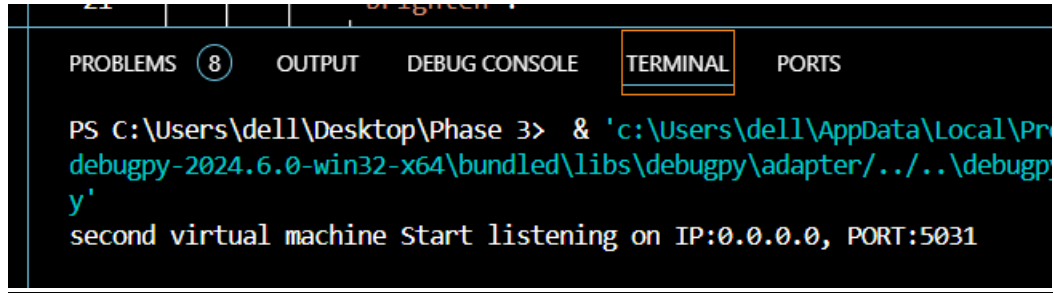 PROBLEMS 8 OUTPUT DEBUG CONSOLE TERMINAL PORTS
PS C:\Users\dell\Desktop\Phase 3> & 'c:\Users\dell\AppData\Local\Pr
debugpy-2024.6.0-win32-x64\bundled\libs\debugpy\adapter/../..\debugpy
y'
second virtual machine Start listening on IP:0.0.0.0, PORT:5031